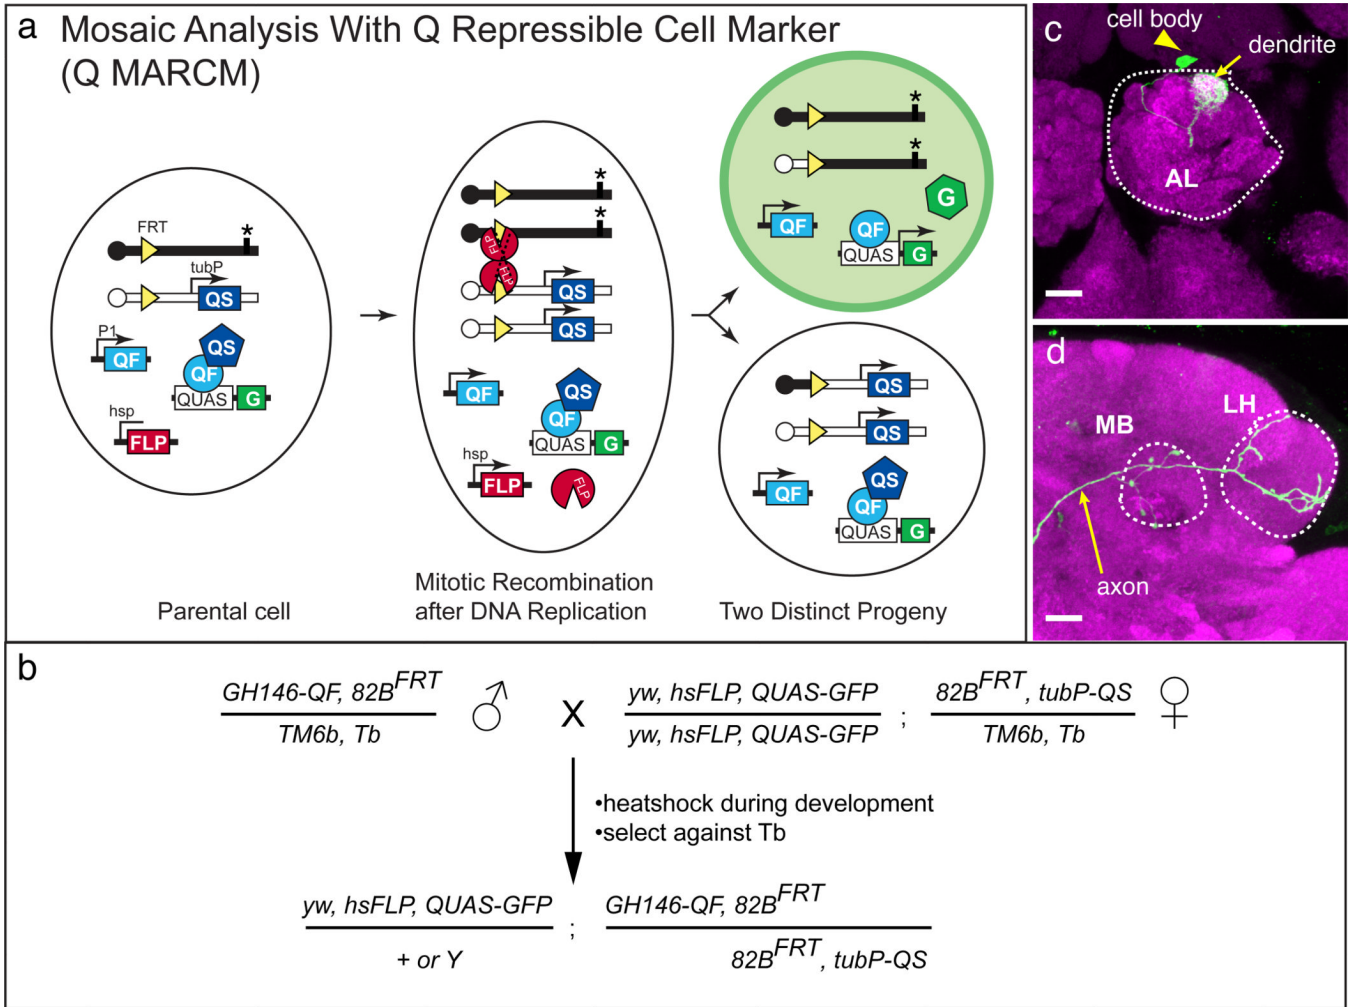 a Mosaic Analysis With Q Repressible Cell Marker
(Q MARCM)
FRT
*
tubP
QS
P1
QF
QS
QF
QUAS
G
hsp
FLP
Parental cell
*
*
FLP
FLP
QS
QS
QF
QS
QF
QUAS
G
hsp
FLP
FLP
Mitotic Recombination
after DNA Replication
*
*
G
QF
QF
QUAS
G
QS
QS
QF
QS
QF
QUAS
G
Two Distinct Progeny
c
cell body
dendrite
AL
d
MB
LH
axon
b
GH146-QF, 82B^FRT
TM6b, Tb
♂
X
yw, hsFLP, QUAS-GFP
yw, hsFLP, QUAS-GFP
;
82B^FRT, tubP-QS
TM6b, Tb
♀
•heatshock during development
•select against Tb
yw, hsFLP, QUAS-GFP
+ or Y
;
GH146-QF, 82B^FRT
82B^FRT, tubP-QS